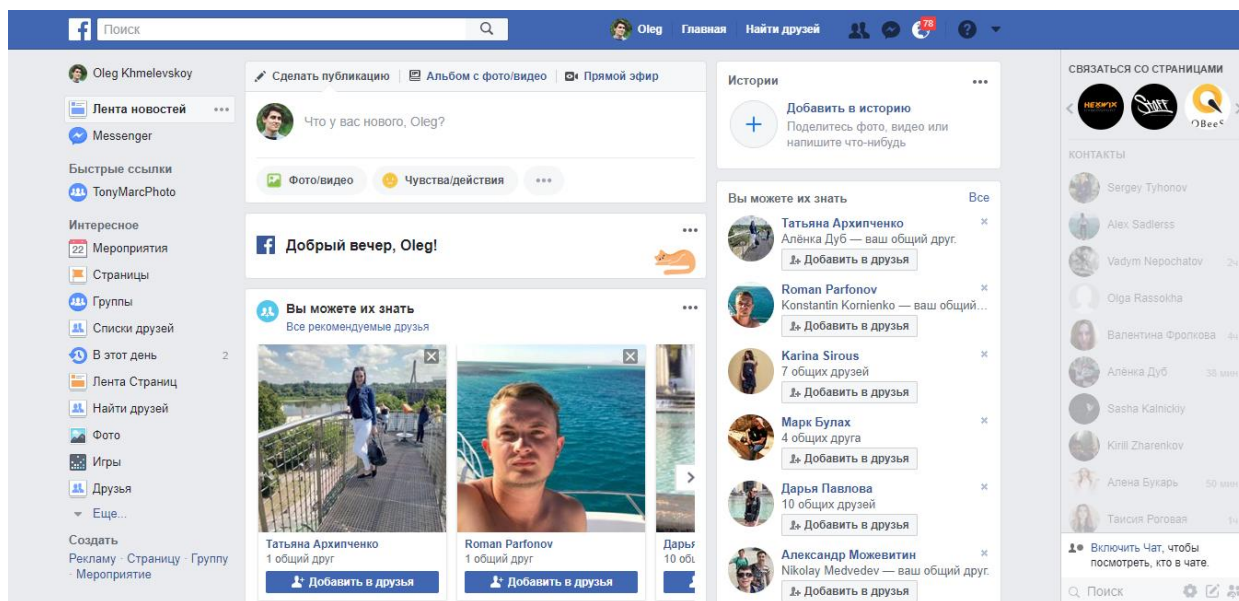 f
Поиск
Oleg
Главная
Найти друзей
78
Oleg Khmelevskoy
Лента новостей
Messenger
Быстрые ссылки
TonyMarcPhoto
Интересное
22 Мероприятия
Страницы
Группы
Списки друзей
В этот день 2
Лента Страниц
Найти друзей
Фото
Игры
Друзья
Еще...
Создать
Рекламу · Страницу · Группу
· Мероприятие
Сделать публикацию
Альбом с фото/видео
Прямой эфир
Что у вас нового, Oleg?
Фото/видео
Чувства/действия
Добрый вечер, Oleg!
Вы можете их знать
Все рекомендуемые друзья
Татьяна Архипченко
1 общий друг
Добавить в друзья
Roman Parfonov
1 общий друг
Добавить в друзья
10
Истории
Добавить в историю
Поделитесь фото, видео или
напишите что-нибудь
Вы можете их знать Все
Татьяна Архипченко
Алёнка Дуб — ваш общий друг.
Добавить в друзья
Roman Parfonov
Konstantin Kornienko — ваш общий...
Добавить в друзья
Karina Sirous
7 общих друзей
Добавить в друзья
Марк Булах
4 общих друга
Добавить в друзья
Дарья Павлова
10 общих друзей
Добавить в друзья
Александр Можевитин
Nikolay Medvedev — ваш общий друг.
Добавить в друзья
СВЯЗАТЬСЯ СО СТРАНИЦАМИ
HEXWIX
STAFF
КОНТАКТЫ
Sergey Tyhonov
Alex Sadlerss
Vadym Nepochatov
Olga Rassokha
Валентина Фролкова
Алёнка Дуб 38 мин
Sasha Kalnickiy
Kirill Zharenkov
Алена Букарь 50 мин
Таисия Роговая
Включить Чат, чтобы
посмотреть, кто в чате.
Поиск